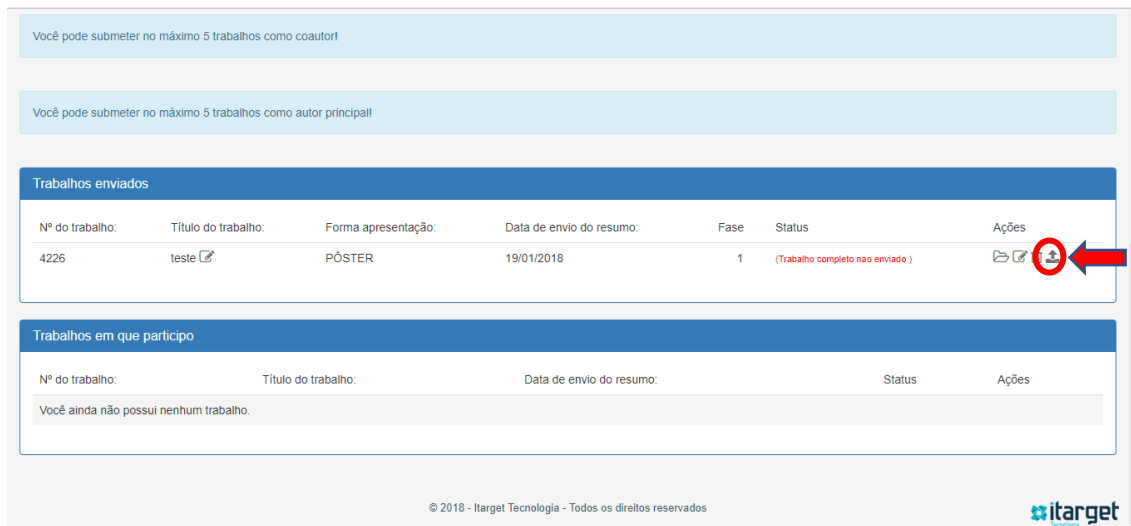 Você pode submeter no máximo 5 trabalhos como coautor!
Você pode submeter no máximo 5 trabalhos como autor principal!
Trabalhos enviados
Nº do trabalho: Título do trabalho: Forma apresentação: Data de envio do resumo: Fase Status Ações
4226 teste PÔSTER 19/01/2018 1 (Trabalho completo nao enviado )
Trabalhos em que participo
Nº do trabalho: Título do trabalho: Data de envio do resumo: Status Ações
Você ainda não possui nenhum trabalho.
© 2018 - Itarget Tecnologia - Todos os direitos reservados
itarget
Tecnologia